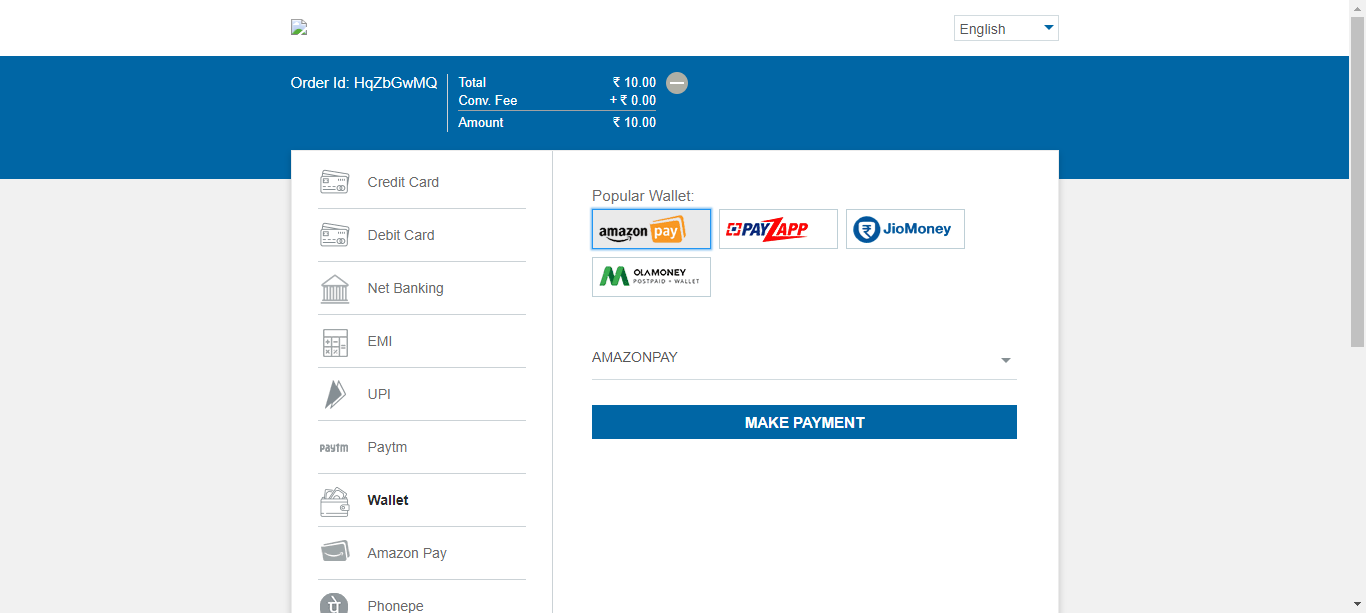 English
Order Id: HqZbGwMQ
Total ₹ 10.00
Conv. Fee + ₹ 0.00
Amount ₹ 10.00
Credit Card
Debit Card
Net Banking
EMI
UPI
Paytm Paytm
Wallet
Amazon Pay
पे Phonepe
Popular Wallet:
amazon pay
PAYZAPP
₹ JioMoney
OLAMONEY
POSTPAID + WALLET
AMAZONPAY
MAKE PAYMENT